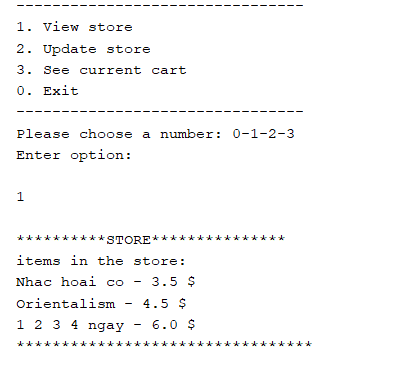 --------------------------------
1. View store
2. Update store
3. See current cart
0. Exit
--------------------------------
Please choose a number: 0-1-2-3
Enter option:
1
**********STORE***************
items in the store:
Nhac hoai co - 3.5 $
Orientalism - 4.5 $
1 2 3 4 ngay - 6.0 $
*********************************